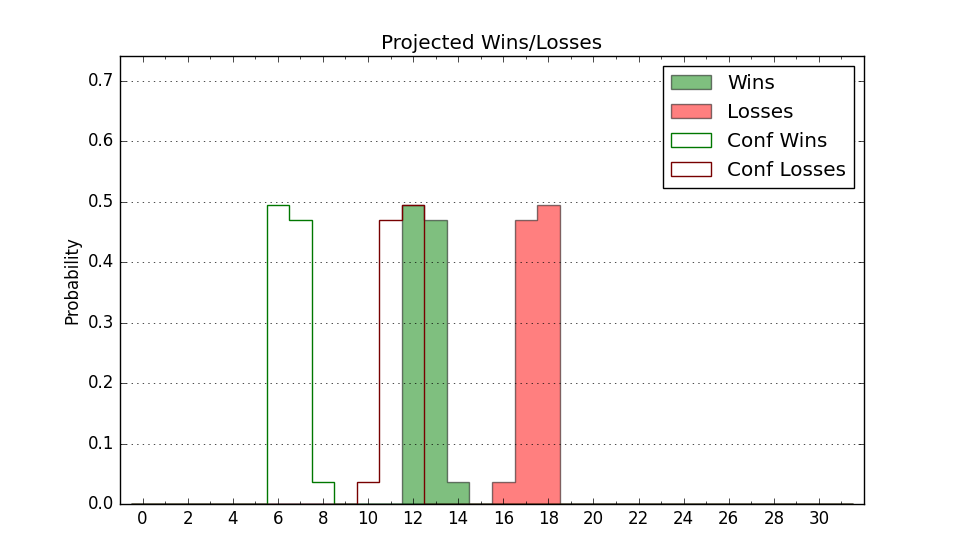 Projected Wins/Losses
Wins
Losses
Conf Wins
Conf Losses
Probability
0.7
0.6
0.5
0.4
0.3
0.2
0.1
0.0
0 2 4 6 8 10 12 14 16 18 20 22 24 26 28 30